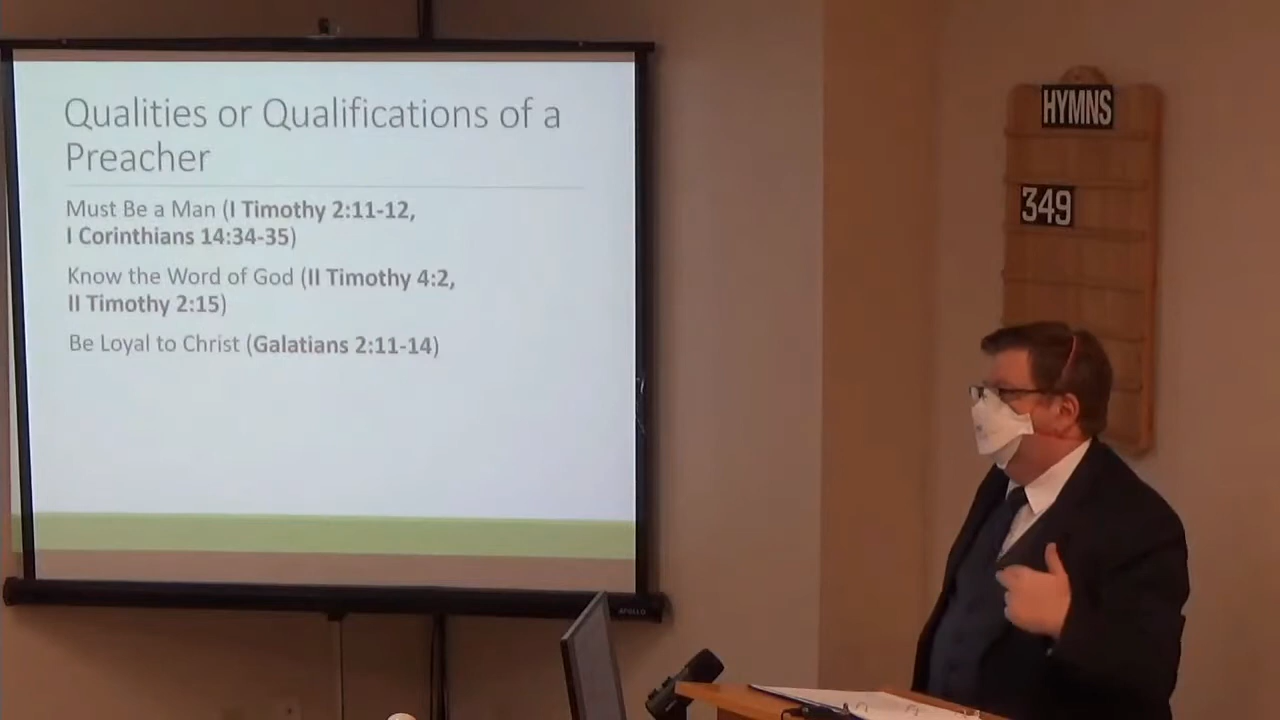 Qualities or Qualifications of a
Preacher
Must Be a Man (I Timothy 2:11-12,
I Corinthians 14:34-35)
Know the Word of God (II Timothy 4:2,
II Timothy 2:15)
Be Loyal to Christ (Galatians 2:11-14)
HYMNS
349
APOLLO